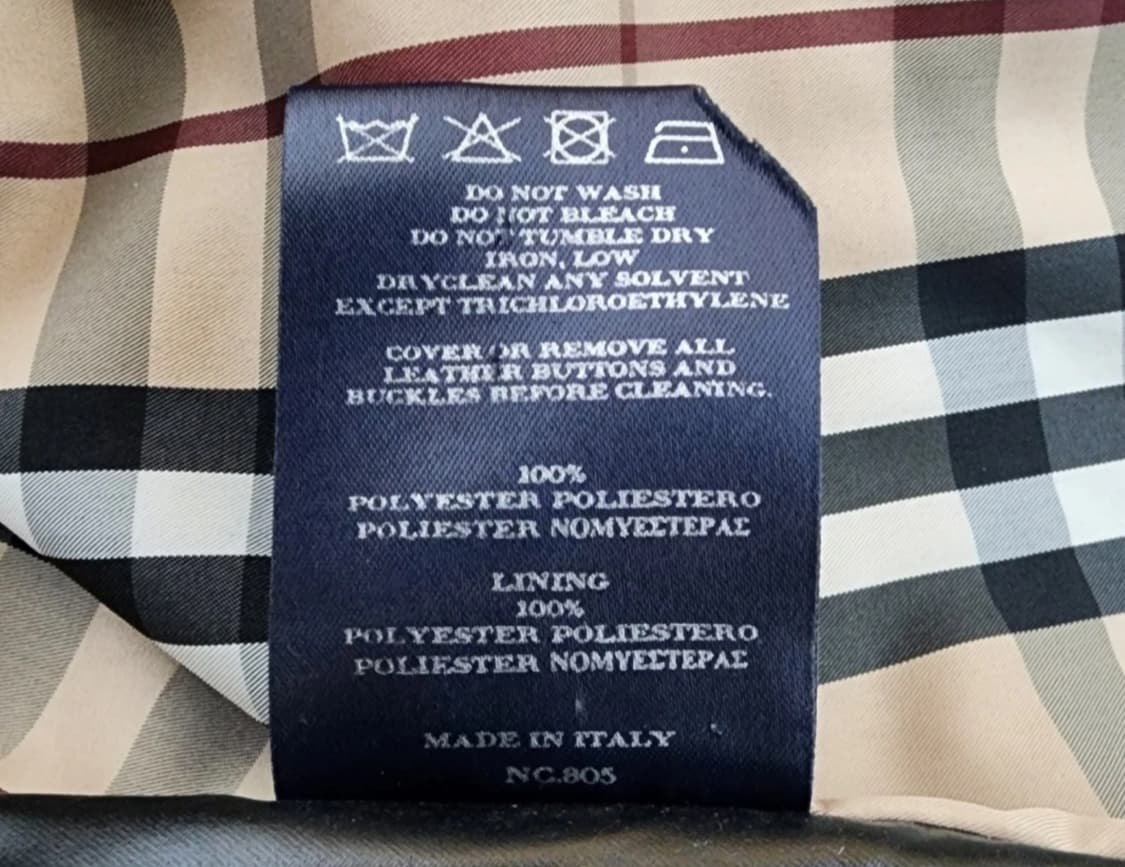 DO NOT WASH
DO NOT BLEACH
DO NOT TUMBLE DRY
IRON, LOW
DRYCLEAN ANY SOLVENT
EXCEPT TRICHLOROETHYLENE
COVER OR REMOVE ALL
LEATHER BUTTONS AND
BUCKLES BEFORE CLEANING.
100%
POLYESTER POLIESTERO
POLIESTER ΝΟΜΥΕΣΤΕΡΑΣ
LINING
100%
POLYESTER POLIESTERO
POLIESTER ΝΟΜΥΕΣΤΕΡΑΣ
MADE IN ITALY
NC.805